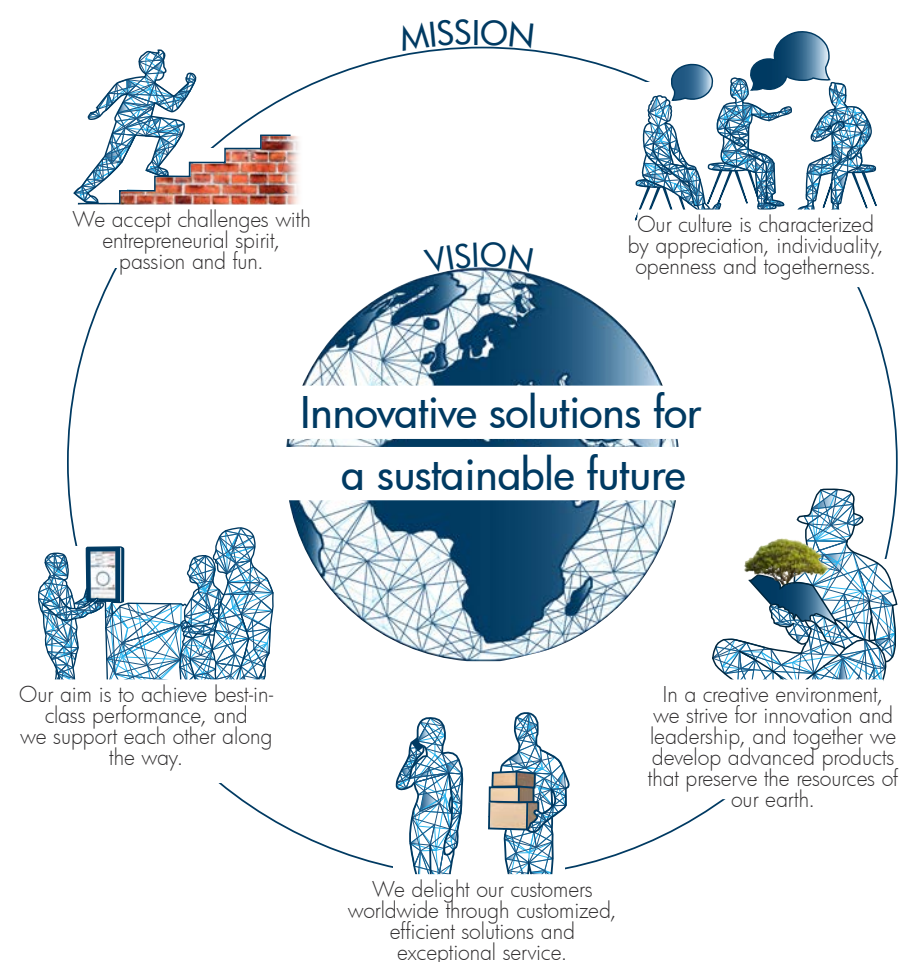 MISSION
We accept challenges with
entrepreneurial spirit,
passion and fun.
'Our culture is characterized
by appreciation, individuality,
openness and togetherness.
VISION
Innovative solutions for
a sustainable future
Our aim is to achieve best-in-
class performance, and
we support each other along
the way.
In a creative environment,
we strive for innovation and
leadership, and together we
develop advanced products
that preserve the resources of
our earth.
We delight our customers
worldwide through customized,
efficient solutions and
exceptional service.